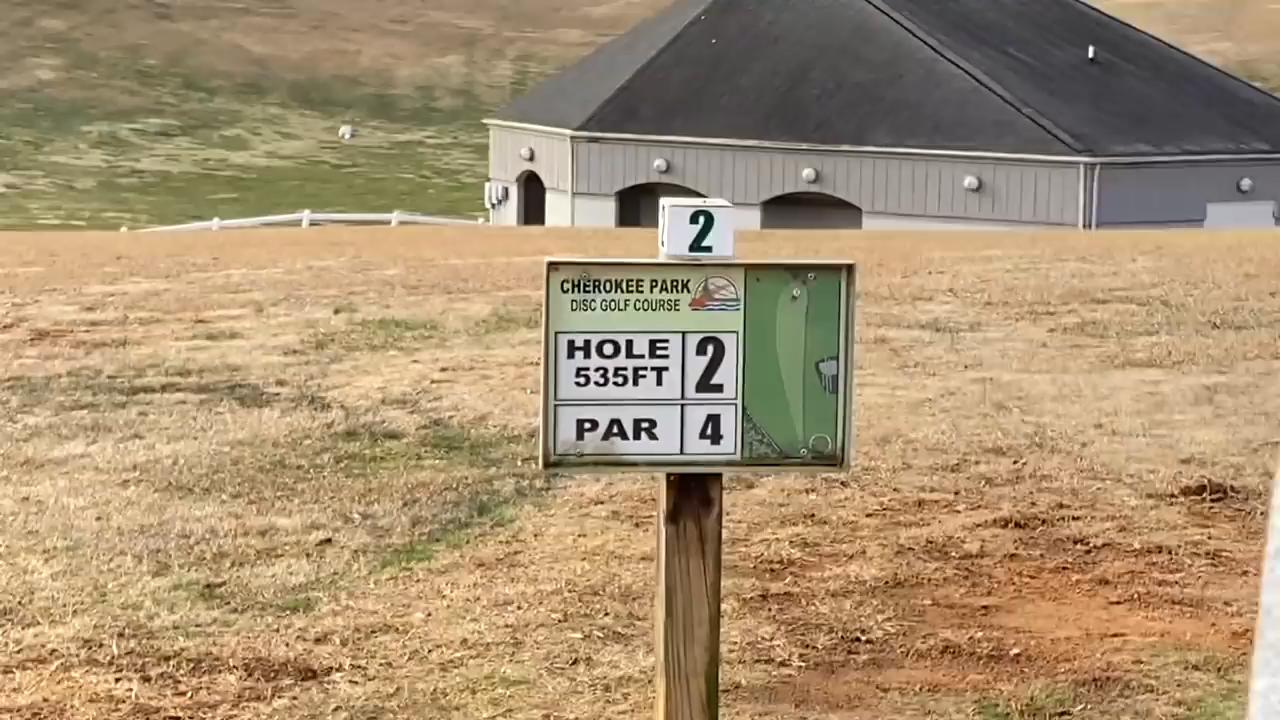 2
CHEROKEE PARK
DISC GOLF COURSE
HOLE 2
535FT
PAR 4